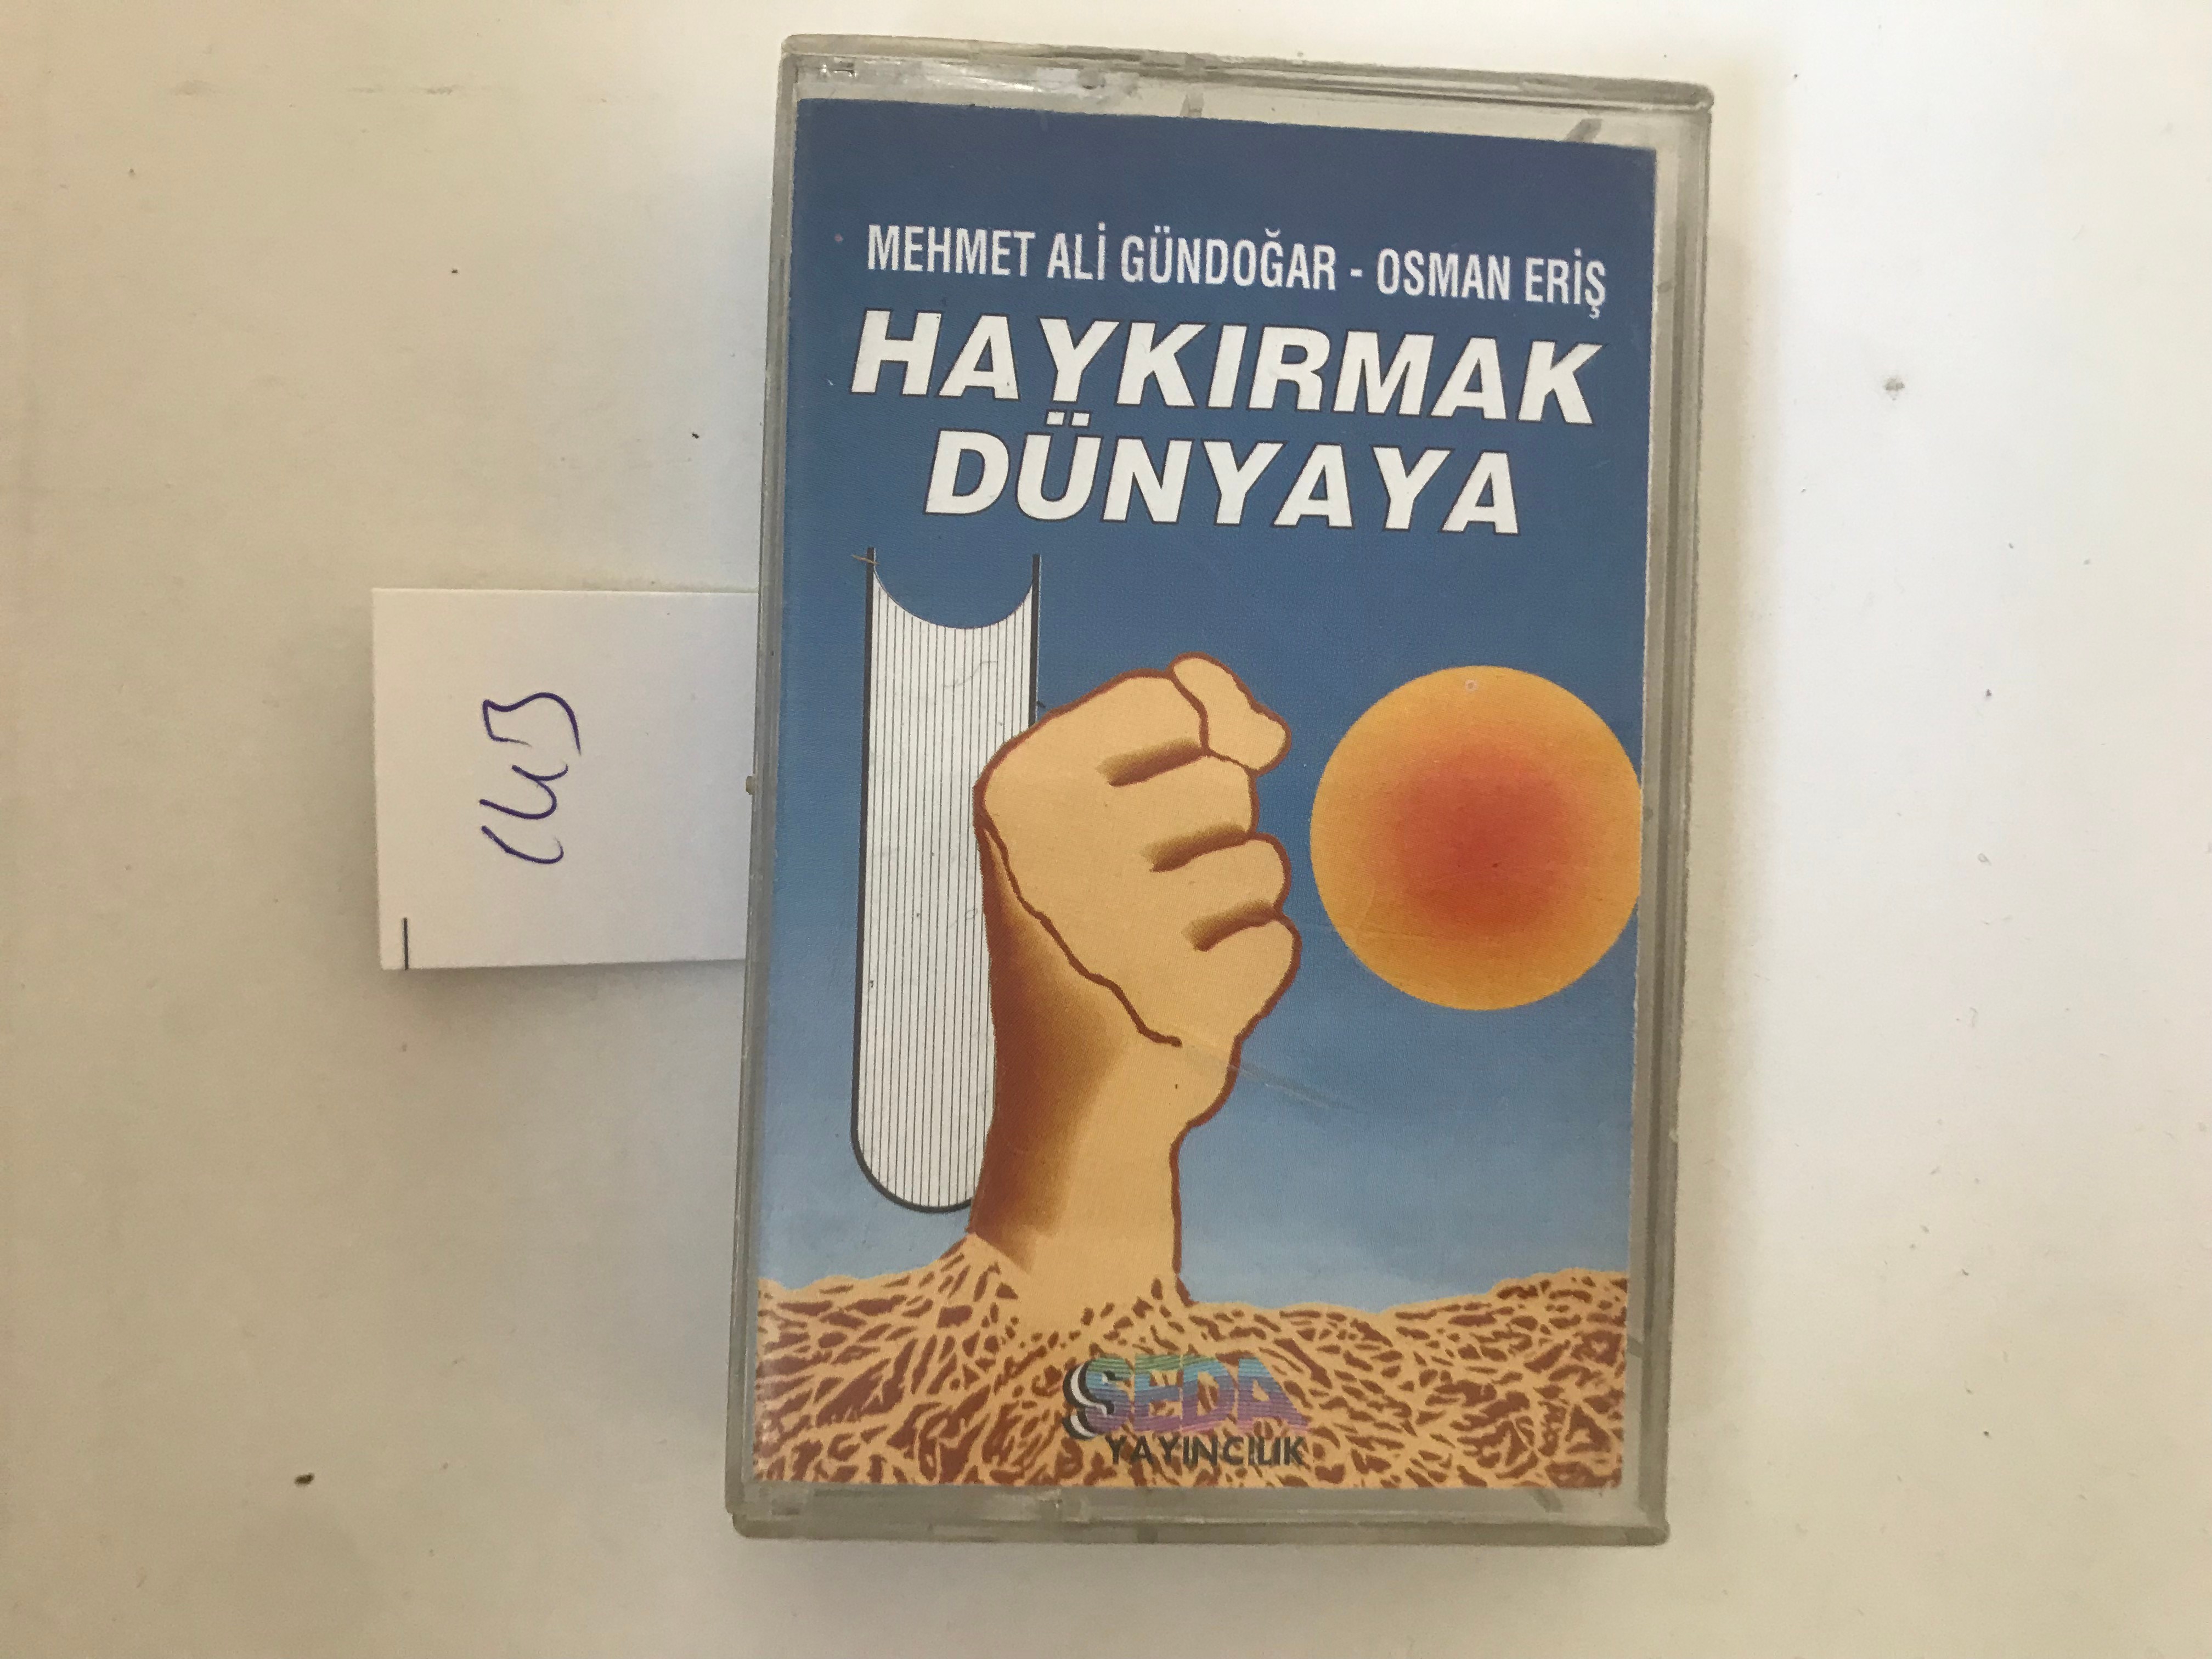 MEHMET ALİ GÜNDOĞAR - OSMAN ERİŞ
HAYKIRMAK
DÜNYAYA
SEDA
YAYINCILIK